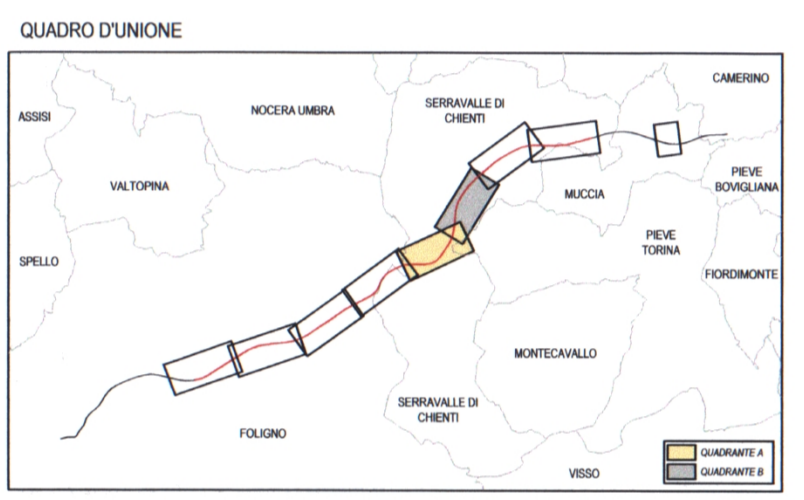 QUADRO D'UNIONE
CAMERINO
SERRAVALLE DI
CHIENTI
NOCERA UMBRA
ASSISI
PIEVE
BOVIGLIANA
VALTOPINA
MUCCIA
PIEVE
TORINA
SPELLO
FIORDIMONTE
MONTECAVALLO
SERRAVALLE DI
CHIENTI
FOLIGNO
VISSO
QUADRANTE A
QUADRANTE B